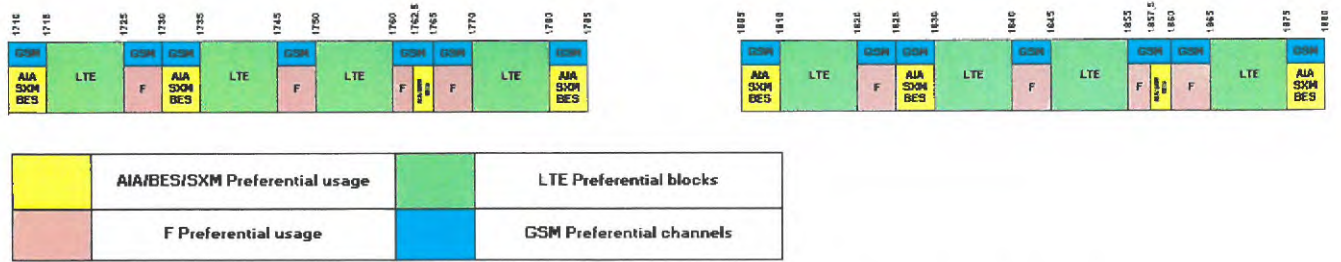 1710 1715 1725 1730 1735 1745 1750 1760 1762,5 1765 1770 1780 1785
GSM GSM GSM GSM GSM GSM GSM
AIA SXM BES
LTE
F
AIA SXM BES
LTE
F
LTE
F
F
LTE
AIA SXM BES
1805 1810 1820 1825 1830 1840 1845 1855 1857,5 1860 1865 1875 1880
GSM GSM GSM GSM GSM GSM GSM
AIA SXM BES
LTE
F
AIA SXM BES
LTE
F
LTE
F
F
LTE
AIA SXM BES
AIA/BES/SXM Preferential usage
LTE Preferential blocks
F Preferential usage
GSM Preferential channels